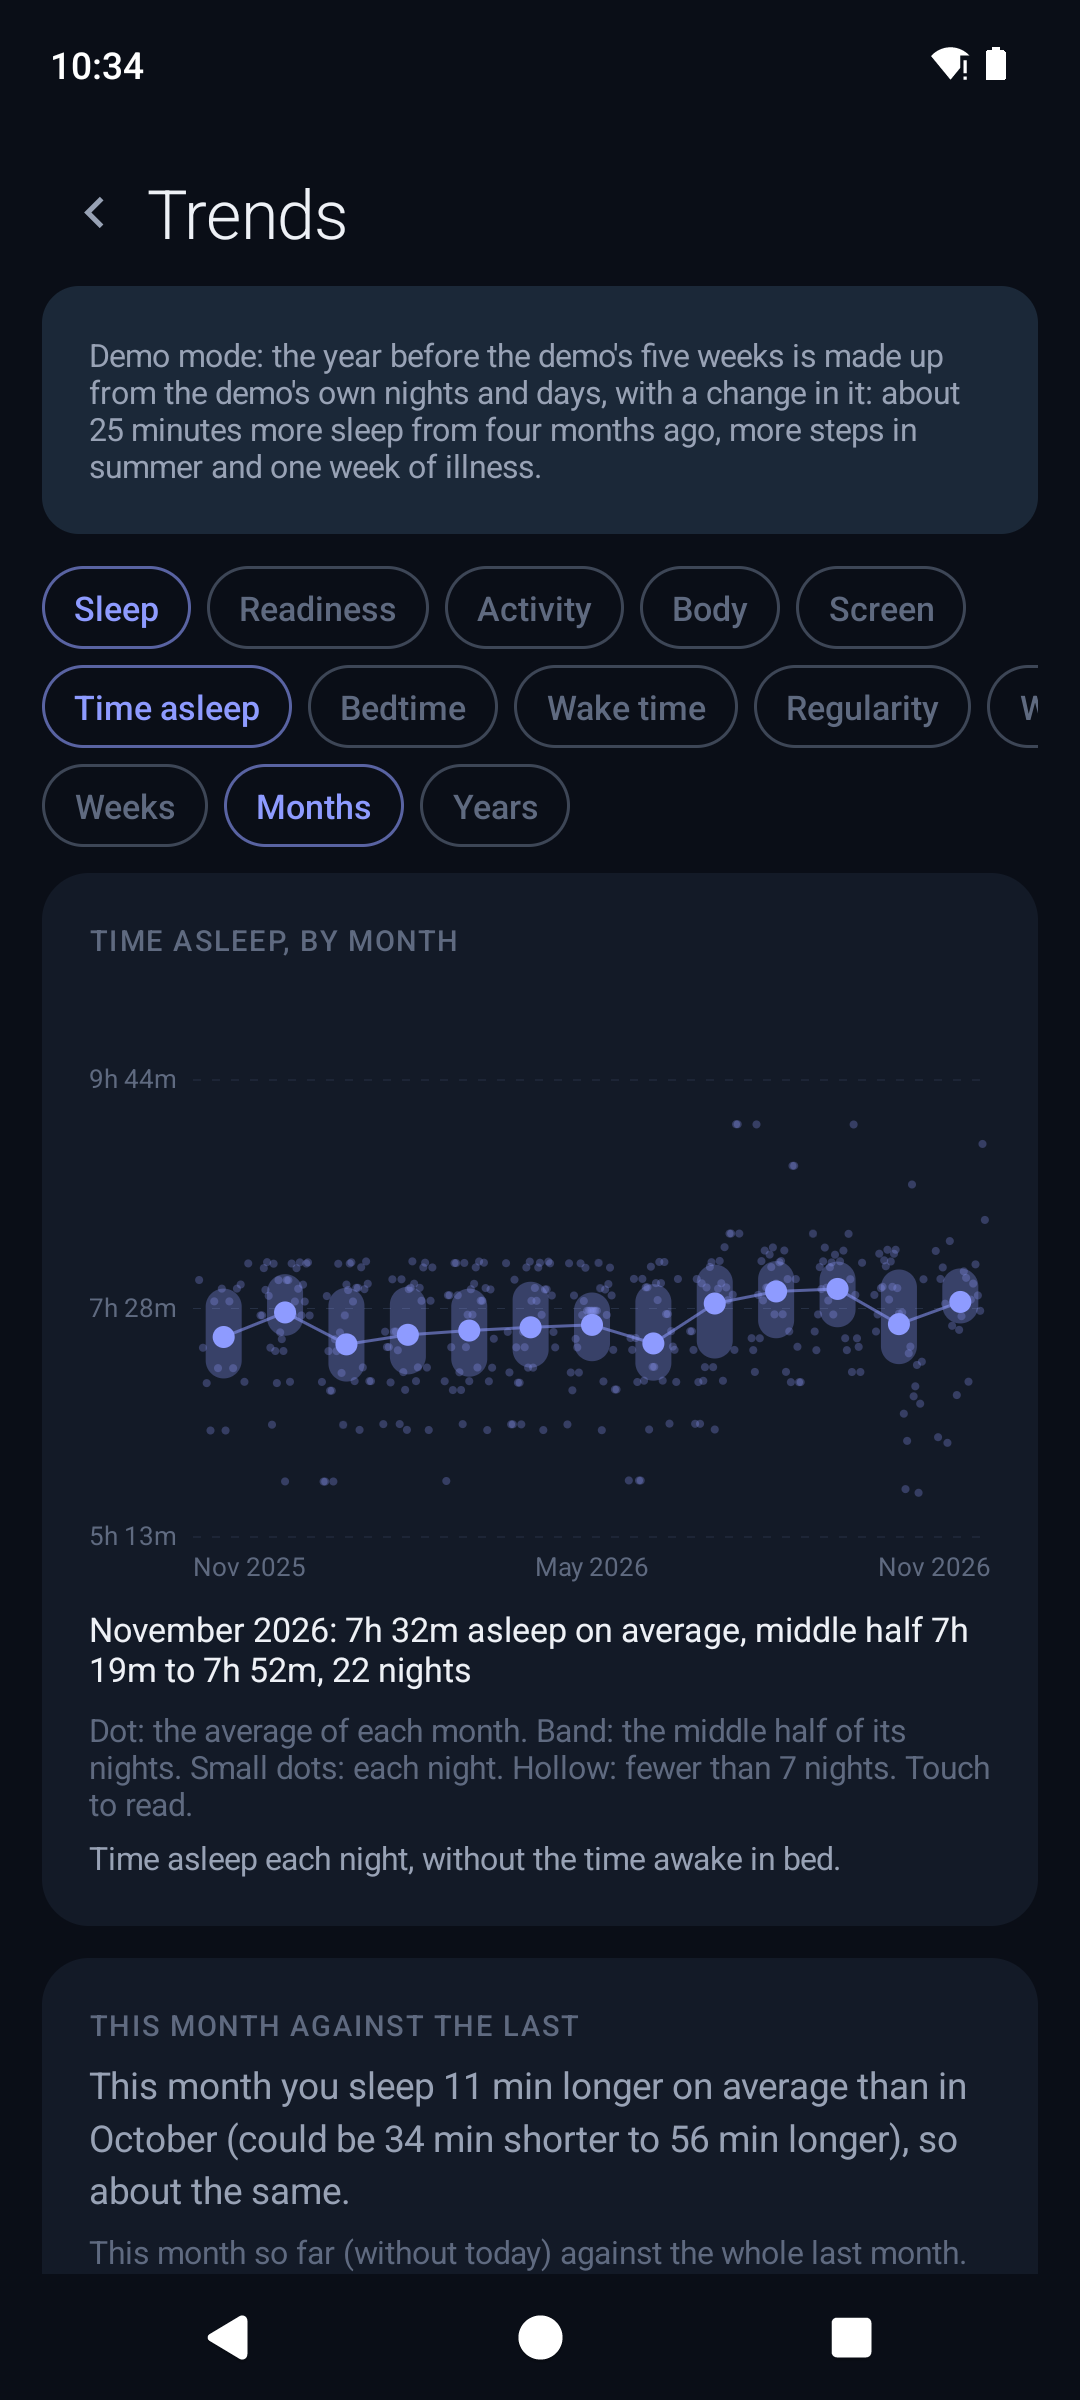 10:34
Trends
Demo mode: the year before the demo's five weeks is made up
from the demo's own nights and days, with a change in it: about
25 minutes more sleep from four months ago, more steps in
summer and one week of illness.
Sleep Readiness Activity Body Screen
Time asleep Bedtime Wake time Regularity
Weeks Months Years
TIME ASLEEP, BY MONTH
9h 44m
7h 28m
5h 13m
Nov 2025 May 2026 Nov 2026
November 2026: 7h 32m asleep on average, middle half 7h
19m to 7h 52m, 22 nights
Dot: the average of each month. Band: the middle half of its
nights. Small dots: each night. Hollow: fewer than 7 nights. Touch
to read.
Time asleep each night, without the time awake in bed.
THIS MONTH AGAINST THE LAST
This month you sleep 11 min longer on average than in
October (could be 34 min shorter to 56 min longer), so
about the same.
This month so far (without today) against the whole last month.